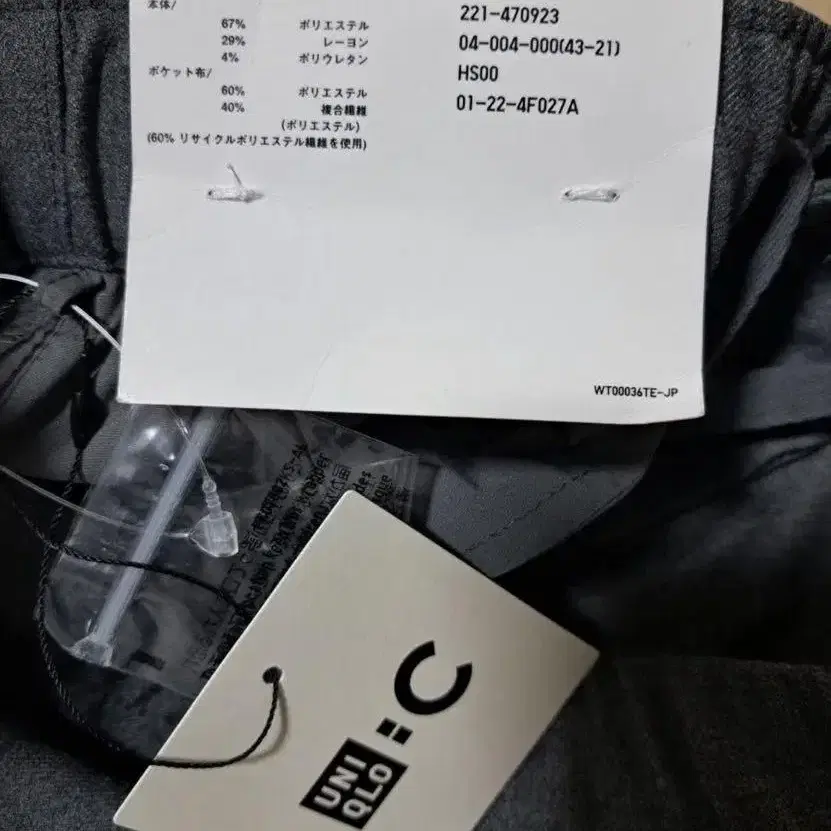 本体/
67% ポリエステル
29% レーヨン
4% ポリウレタン
ポケット布/
60% ポリエステル
40% 複合繊維
(ポリエステル)
(60% リサイクルポリエステル繊維を使用)
221-470923
04-004-000(43-21)
HS00
01-22-4F027A
WT00036TE-JP
UNI
QLO
: C